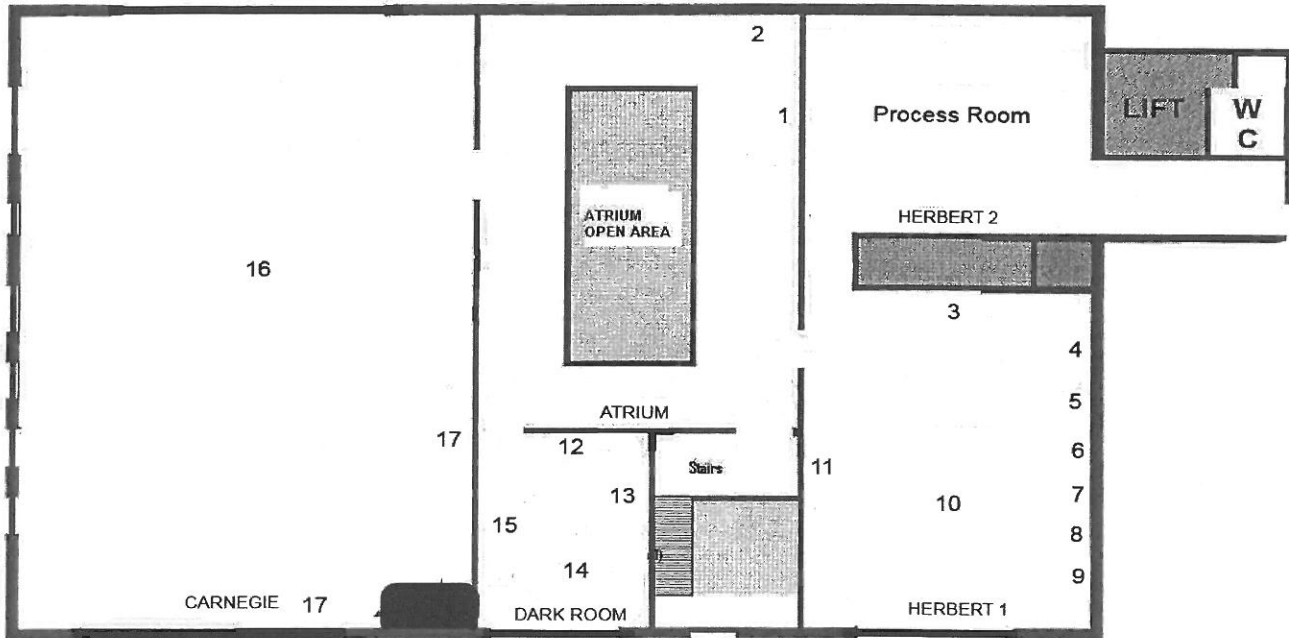 2
1
Process Room
LIFT
W
C
ATRIUM
OPEN AREA
HERBERT 2
16
3
4
5
ATRIUM
17
12
Stairs
11
6
13
10
7
15
8
14
9
CARNEGIE 17
DARK ROOM
HERBERT 1